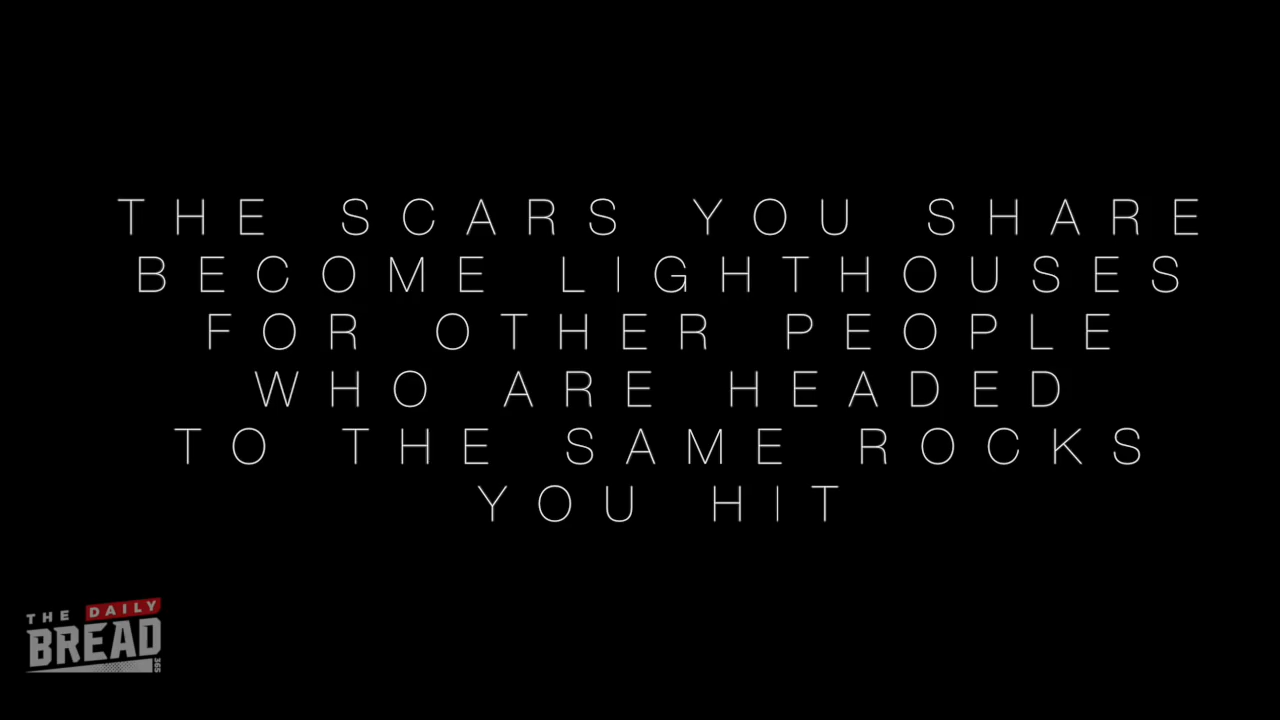 THE SCARS YOU SHARE
BECOME LIGHTHOUSES
FOR OTHER PEOPLE
WHO ARE HEADED
TO THE SAME ROCKS
YOU HIT
THE DAILY
BREAD
365